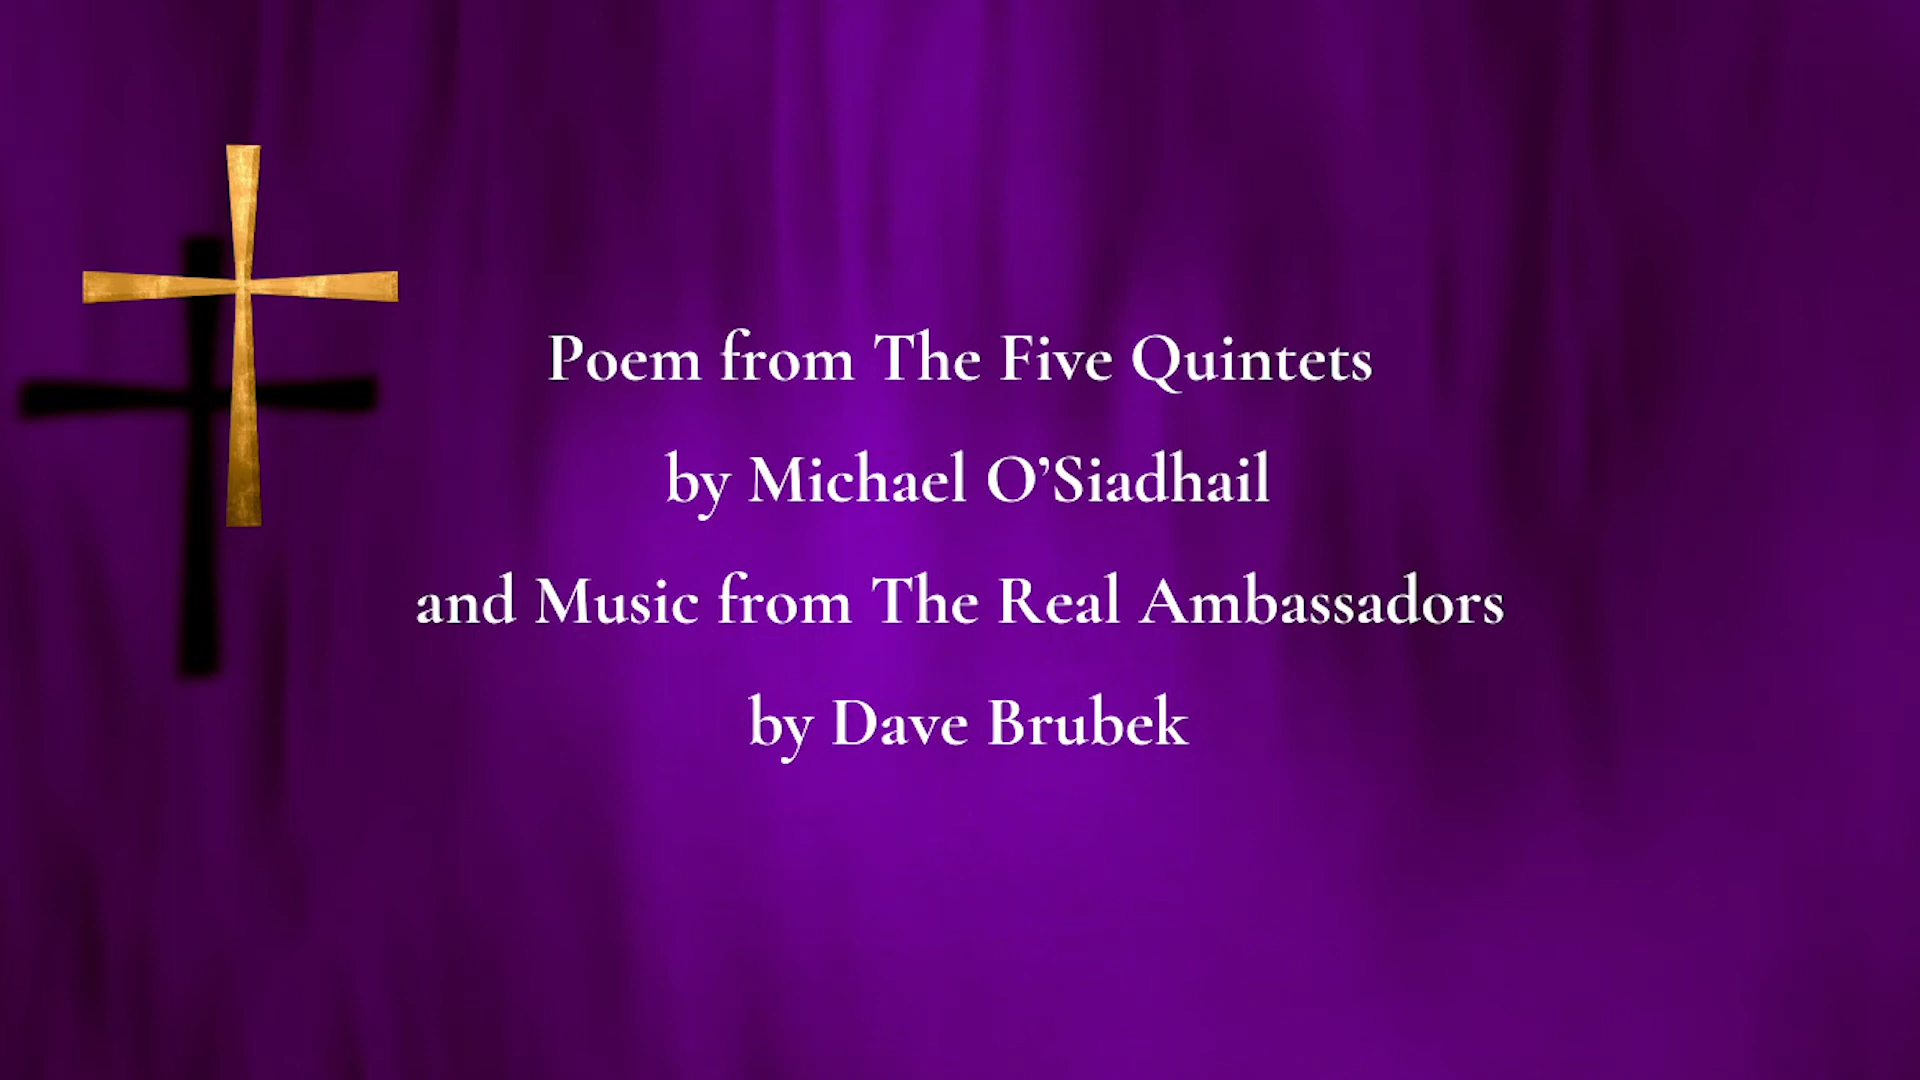 Poem from The Five Quintets
by Michael O’Siadhail
and Music from The Real Ambassadors
by Dave Brubek